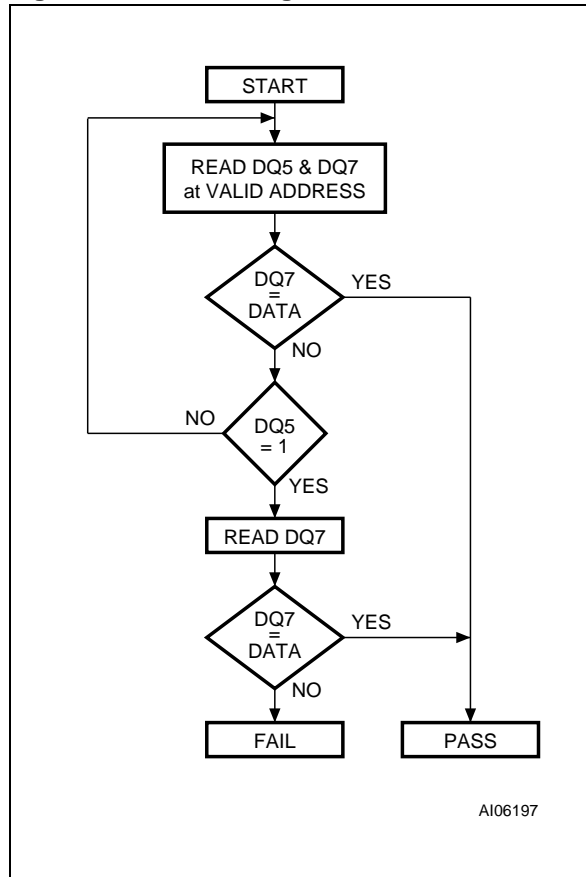 START
READ DQ5 & DQ7
at VALID ADDRESS
DQ7
=
DATA
YES
NO
DQ5
= 1
NO
YES
READ DQ7
DQ7
=
DATA
YES
NO
FAIL
PASS
AI06197